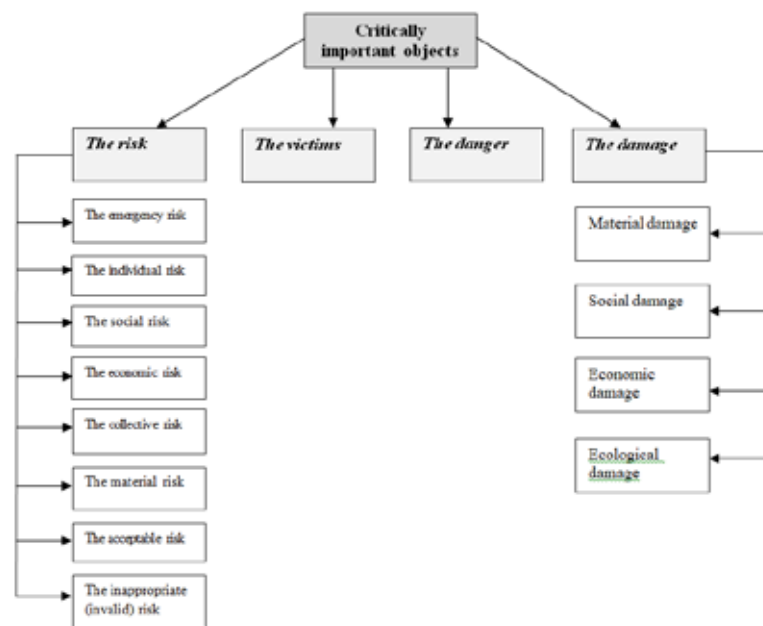 Critically
important objects
The risk
The victims
The danger
The damage
The emergency risk
The individual risk
The social risk
The economic risk
The collective risk
The material risk
The acceptable risk
The inappropriate
(invalid) risk
Material damage
Social damage
Economic
damage
Ecological
damage